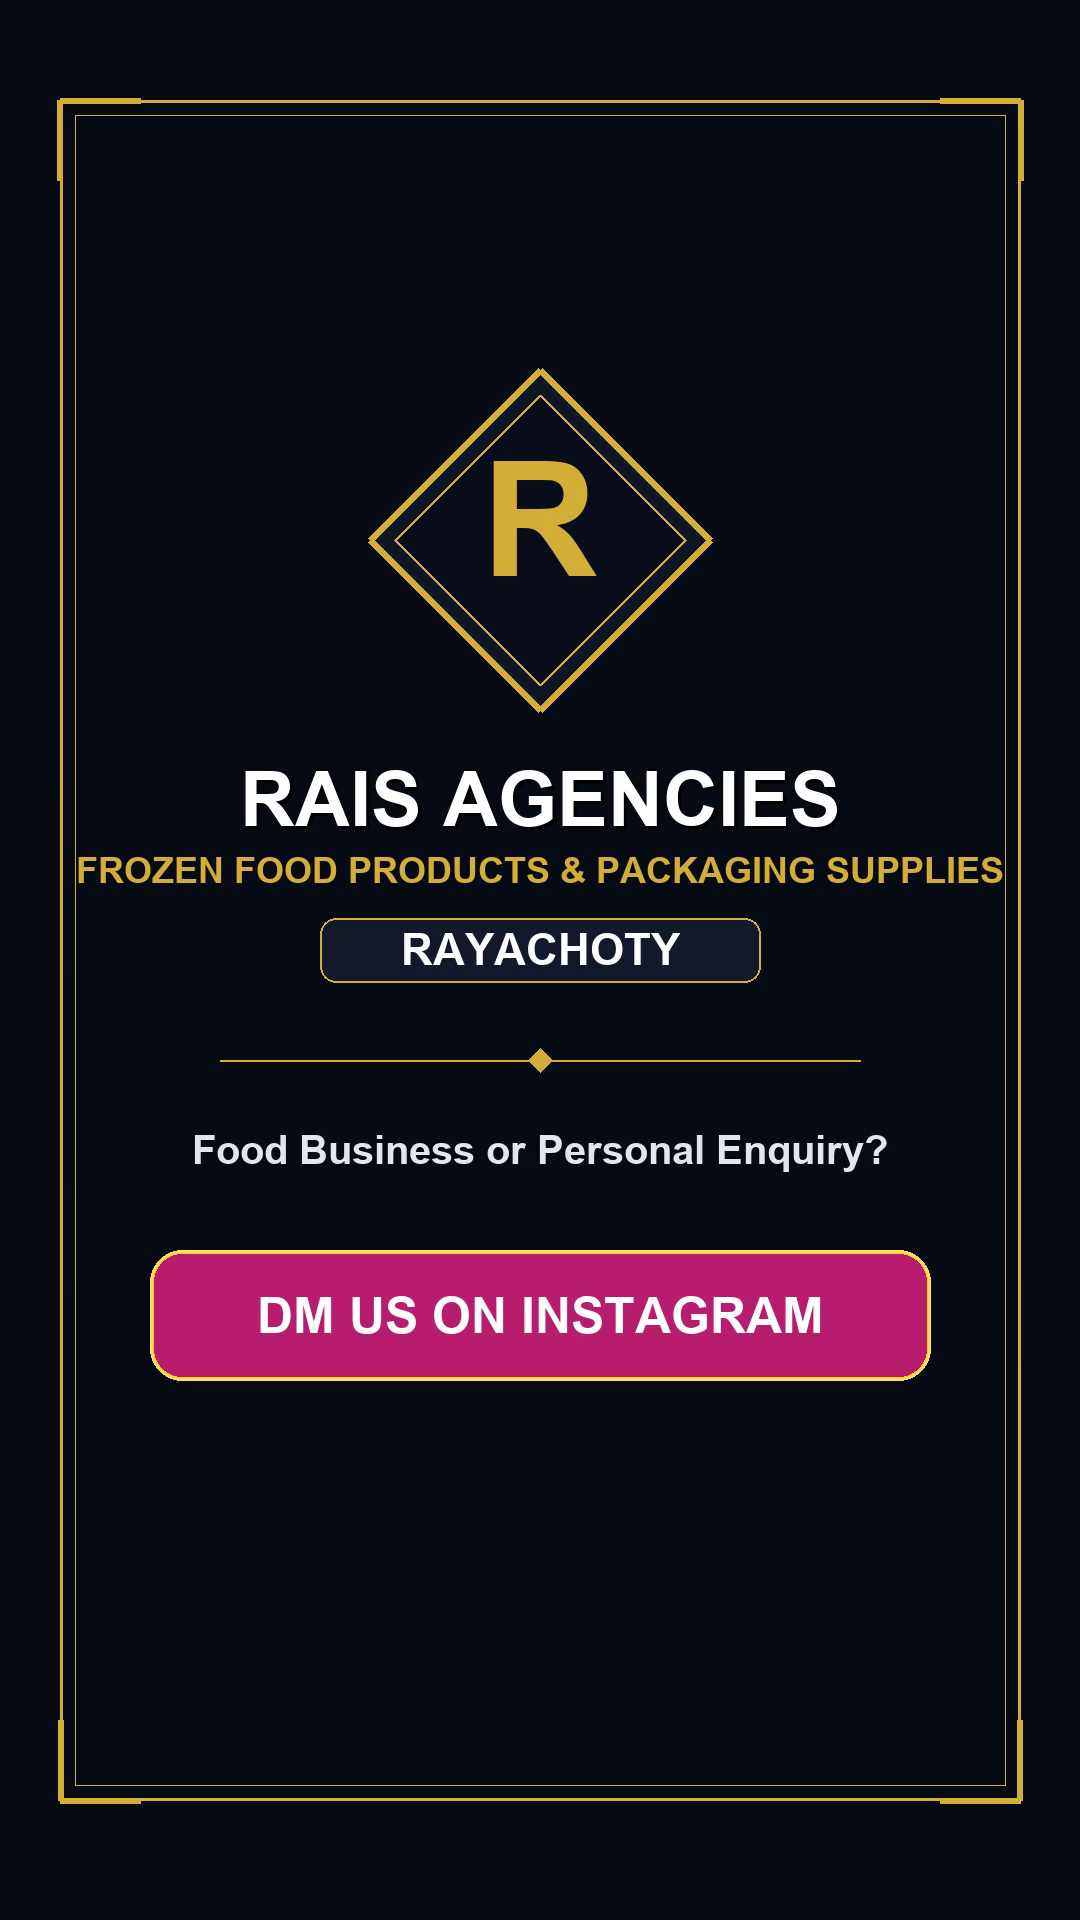 R
RAIS AGENCIES
FROZEN FOOD PRODUCTS & PACKAGING SUPPLIES
RAYACHOTY
Food Business or Personal Enquiry?
DM US ON INSTAGRAM